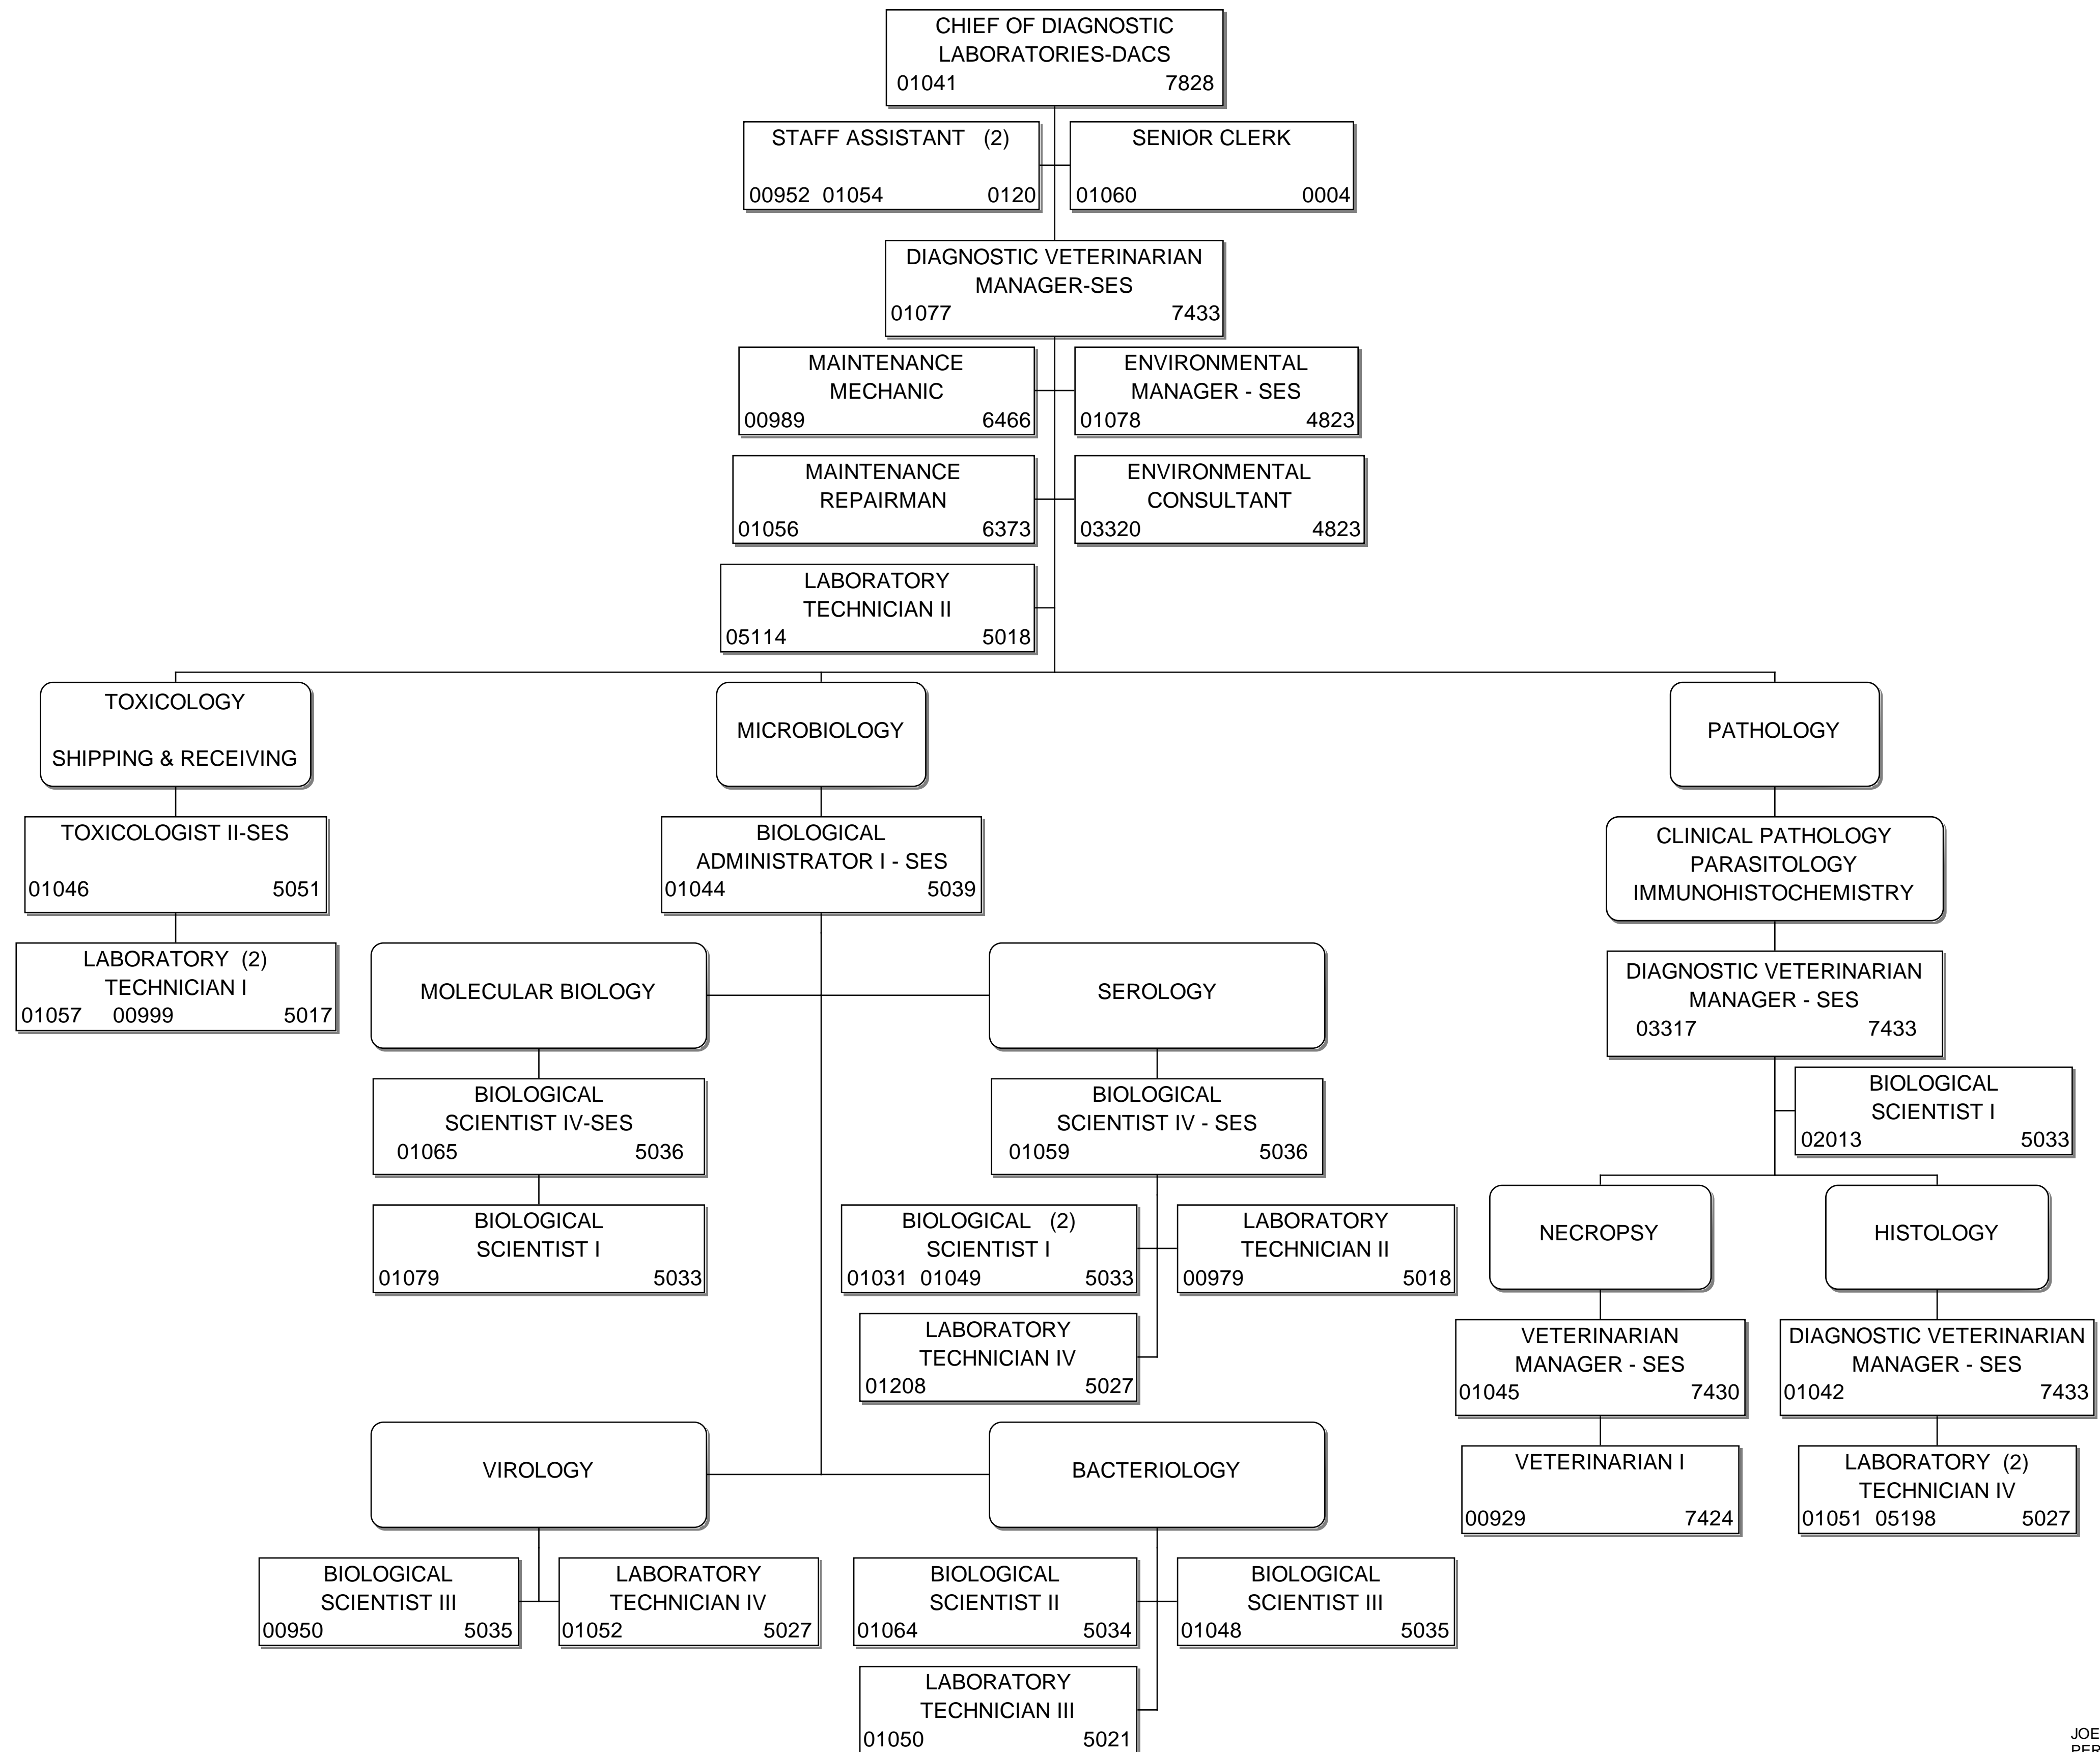 CHIEF OF DIAGNOSTIC
LABORATORIES-DACS
01041 7828
STAFF ASSISTANT (2)
00952 01054 0120
SENIOR CLERK
01060 0004
DIAGNOSTIC VETERINARIAN
MANAGER-SES
01077 7433
MAINTENANCE
MECHANIC
00989 6466
ENVIRONMENTAL
MANAGER - SES
01078 4823
MAINTENANCE
REPAIRMAN
01056 6373
ENVIRONMENTAL
CONSULTANT
03320 4823
LABORATORY
TECHNICIAN II
05114 5018
TOXICOLOGY
SHIPPING & RECEIVING
TOXICOLOGIST II-SES
01046 5051
LABORATORY (2)
TECHNICIAN I
01057 00999 5017
MICROBIOLOGY
BIOLOGICAL
ADMINISTRATOR I - SES
01044 5039
MOLECULAR BIOLOGY
BIOLOGICAL
SCIENTIST IV-SES
01065 5036
BIOLOGICAL
SCIENTIST I
01079 5033
SEROLOGY
BIOLOGICAL
SCIENTIST IV - SES
01059 5036
BIOLOGICAL (2)
SCIENTIST I
01031 01049 5033
LABORATORY
TECHNICIAN II
00979 5018
LABORATORY
TECHNICIAN IV
01208 5027
VIROLOGY
BIOLOGICAL
SCIENTIST III
00950 5035
LABORATORY
TECHNICIAN IV
01052 5027
BACTERIOLOGY
BIOLOGICAL
SCIENTIST II
01064 5034
BIOLOGICAL
SCIENTIST III
01048 5035
LABORATORY
TECHNICIAN III
01050 5021
PATHOLOGY
CLINICAL PATHOLOGY
PARASITOLOGY
IMMUNOHISTOCHEMISTRY
DIAGNOSTIC VETERINARIAN
MANAGER - SES
03317 7433
BIOLOGICAL
SCIENTIST I
02013 5033
NECROPSY
VETERINARIAN
MANAGER - SES
01045 7430
VETERINARIAN I
00929 7424
HISTOLOGY
DIAGNOSTIC VETERINARIAN
MANAGER - SES
01042 7433
LABORATORY (2)
TECHNICIAN IV
01051 05198 5027
JOE